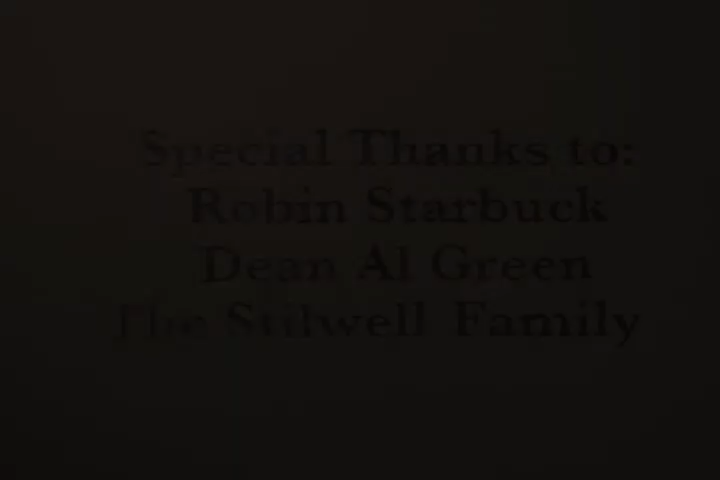 Special Thanks to:
Robin Starbuck
Dean Al Green
The Stilwell Family